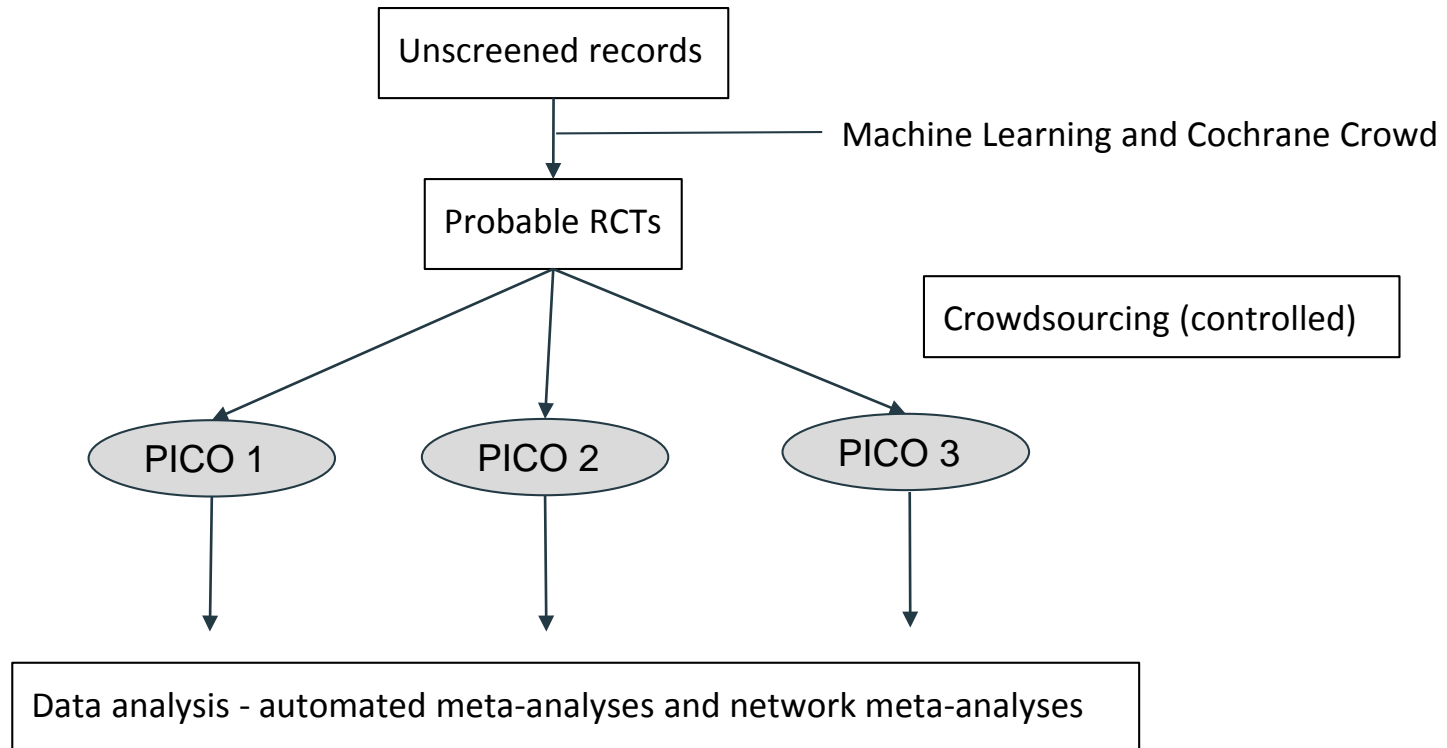 Unscreened records
Machine Learning and Cochrane Crowd
Probable RCTs
Crowdsourcing (controlled)
PICO 1
PICO 2
PICO 3
Data analysis - automated meta-analyses and network meta-analyses